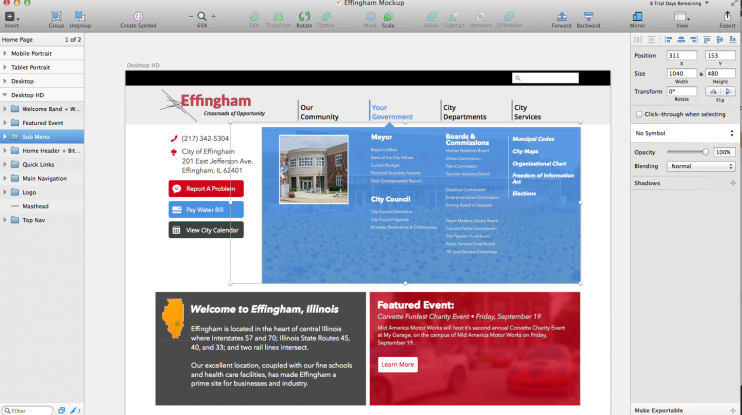 Effingham Mockup
8 Trial Days Remaining
Insert
Group
Ungroup
Create Symbol
65%
Edit
Transform
Rotate
Flatten
Mask
Scale
Union
Subtract
Intersect
Difference
Forward
Backward
Mirror
View
Export
Home Page
1 of 2
Mobile Portrait
Tablet Portrait
Desktop
Desktop HD
Welcome Band + W...
Featured Event
Sub Menu
Home Header + Bit...
Quick Links
Main Navigation
Logo
Masthead
Top Nav
Filter
1
Desktop HD
Effingham
Crossroads of Opportunity
Our
Community
Your
Government
City
Departments
City
Services
(217) 342-5304
City of Effingham
201 East Jefferson Ave.
Effingham, IL 62401
Report A Problem
Pay Water Bill
View City Calendar
Mayor
Mayor's Office
State of the City Address
Current Budget
Financial Quarterly Reports
Total Compensation Report
City Council
City Council Members
City Council Agenda
Minutes, Resolutions & Ordinances
Boards &
Commissions
Human Relations Board
Ethics Commission
Plan Commission
Tourism Advisory Board
Electrical Commission
Enterprise Zone Commission
Zoning Board of Appeals
Helen Matthes Library Board
Fire and Police Commission
Fire Pension Fund Board
Police Pension Fund Board
TIF Joint Review Committee
Municipal Codes
City Maps
Organizational Chart
Freedom of Information
Act
Elections
Welcome to Effingham, Illinois
Effingham is located in the heart of central Illinois
where Interstates 57 and 70; Illinois State Routes 45,
40, and 33; and two rail lines intersect.
Our excellent location, coupled with our fine schools
and health care facilities, has made Effingham a
prime site for businesses and industry.
Featured Event:
Corvette Funfest Charity Event • Friday, September 19
Mid America Motor Works will host it's second annual Corvette Charity Event
at My Garage, on the campus of Mid America Motor Works on Friday,
September 19.
Learn More
Position
311
153
X
Y
Size
1040
480
Width
Height
Transform
0°
Rotate
Flip
Click-through when selecting
No Symbol
Opacity
100%
Blending
Normal
Shadows
Make Exportable